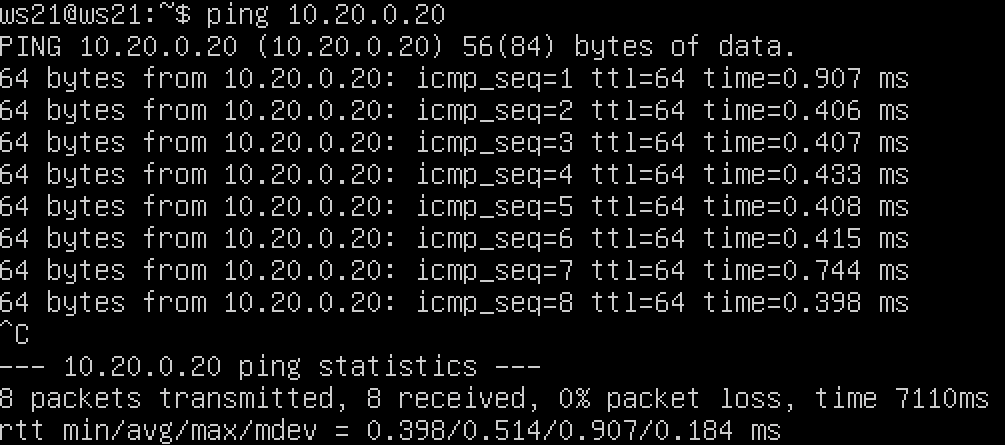 ws21@ws21:~$ ping 10.20.0.20
PING 10.20.0.20 (10.20.0.20) 56(84) bytes of data.
64 bytes from 10.20.0.20: icmp_seq=1 ttl=64 time=0.907 ms
64 bytes from 10.20.0.20: icmp_seq=2 ttl=64 time=0.406 ms
64 bytes from 10.20.0.20: icmp_seq=3 ttl=64 time=0.407 ms
64 bytes from 10.20.0.20: icmp_seq=4 ttl=64 time=0.433 ms
64 bytes from 10.20.0.20: icmp_seq=5 ttl=64 time=0.408 ms
64 bytes from 10.20.0.20: icmp_seq=6 ttl=64 time=0.415 ms
64 bytes from 10.20.0.20: icmp_seq=7 ttl=64 time=0.744 ms
64 bytes from 10.20.0.20: icmp_seq=8 ttl=64 time=0.398 ms
^C
--- 10.20.0.20 ping statistics ---
8 packets transmitted, 8 received, 0% packet loss, time 7110ms
rtt min/avg/max/mdev = 0.398/0.514/0.907/0.184 ms